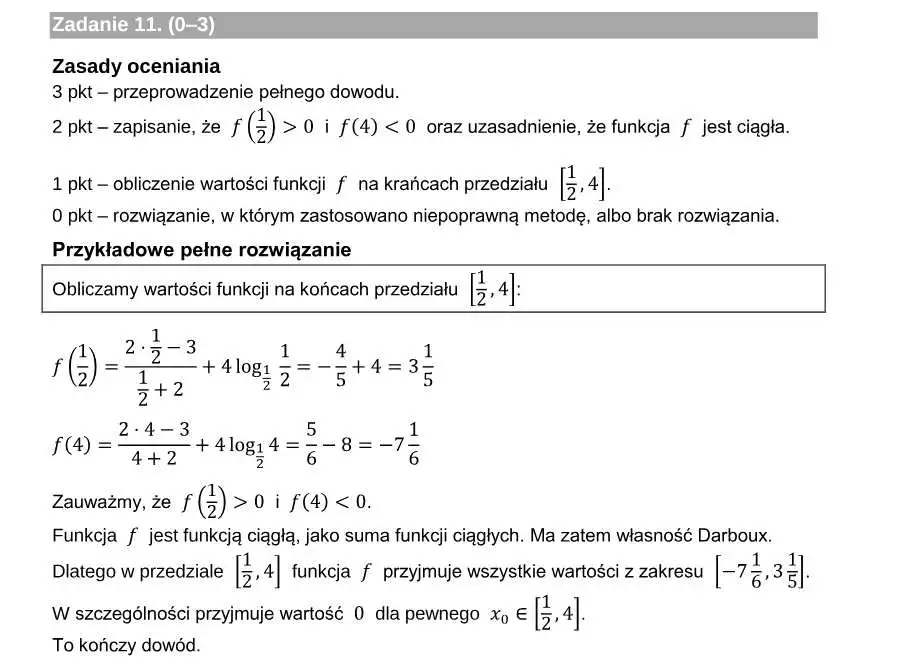 Zadanie 11. (0–3)
Zasady oceniania
3 pkt – przeprowadzenie pełnego dowodu.
2 pkt – zapisanie, że f(1/2) > 0 i f(4) < 0 oraz uzasadnienie, że funkcja f jest ciągła.
1 pkt – obliczenie wartości funkcji f na krańcach przedziału [1/2, 4].
0 pkt – rozwiązanie, w którym zastosowano niepoprawną metodę, albo brak rozwiązania.
Przykładowe pełne rozwiązanie
Obliczamy wartości funkcji na końcach przedziału [1/2, 4]:
f(1/2) = (2 · 1/2 − 3)/(1/2 + 2) + 4 log_{1/2} 1/2 = − 4/5 + 4 = 3 1/5
f(4) = (2 · 4 − 3)/(4 + 2) + 4 log_{1/2} 4 = 5/6 − 8 = −7 1/6
Zauważmy, że f(1/2) > 0 i f(4) < 0.
Funkcja f jest funkcją ciągłą, jako suma funkcji ciągłych. Ma zatem własność Darboux.
Dlatego w przedziale [1/2, 4] funkcja f przyjmuje wszystkie wartości z zakresu [−7 1/6, 3 1/5].
W szczególności przyjmuje wartość 0 dla pewnego x₀ ∈ [1/2, 4].
To kończy dowód.